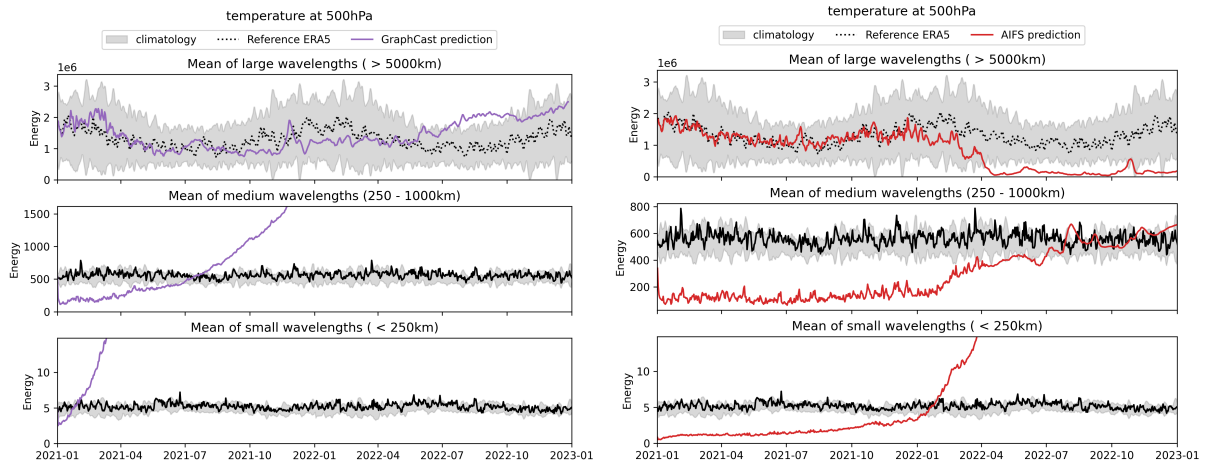 temperature at 500hPa
climatology Reference ERA5 GraphCast prediction
1e6
Mean of large wavelengths ( > 5000km)
Energy
3
2
1
0
Mean of medium wavelengths (250 - 1000km)
Energy
1500
1000
500
0
Mean of small wavelengths ( < 250km)
Energy
10
5
0
2021-01 2021-04 2021-07 2021-10 2022-01 2022-04 2022-07 2022-10 2023-01
temperature at 500hPa
climatology Reference ERA5 AIFS prediction
1e6
Mean of large wavelengths ( > 5000km)
Energy
3
2
1
0
Mean of medium wavelengths (250 - 1000km)
Energy
800
600
400
200
Mean of small wavelengths ( < 250km)
Energy
10
5
0
2021-01 2021-04 2021-07 2021-10 2022-01 2022-04 2022-07 2022-10 2023-01